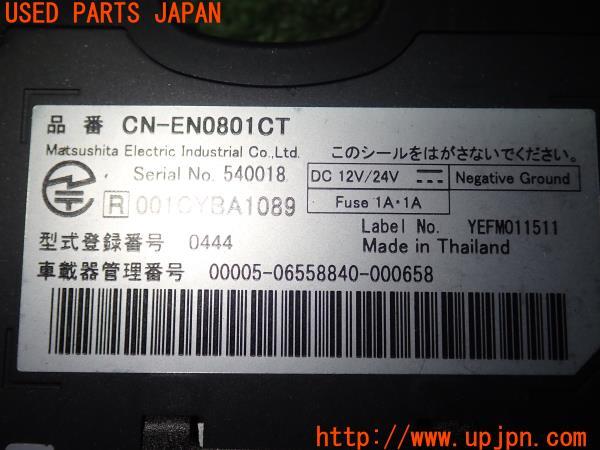 USED PARTS JAPAN
品 番 CN-EN0801CT
Matsushita Electric Industrial Co.,Ltd.
このシールをはがさないでください。
Serial No. 540018
DC 12V/24V
Negative Ground
Fuse 1A・1A
R 001CYBA1089
Label No. YEFM011511
型式登録番号 0444
Made in Thailand
車載器管理番号 00005-06558840-000658
URL:
https://www.upjpn.com